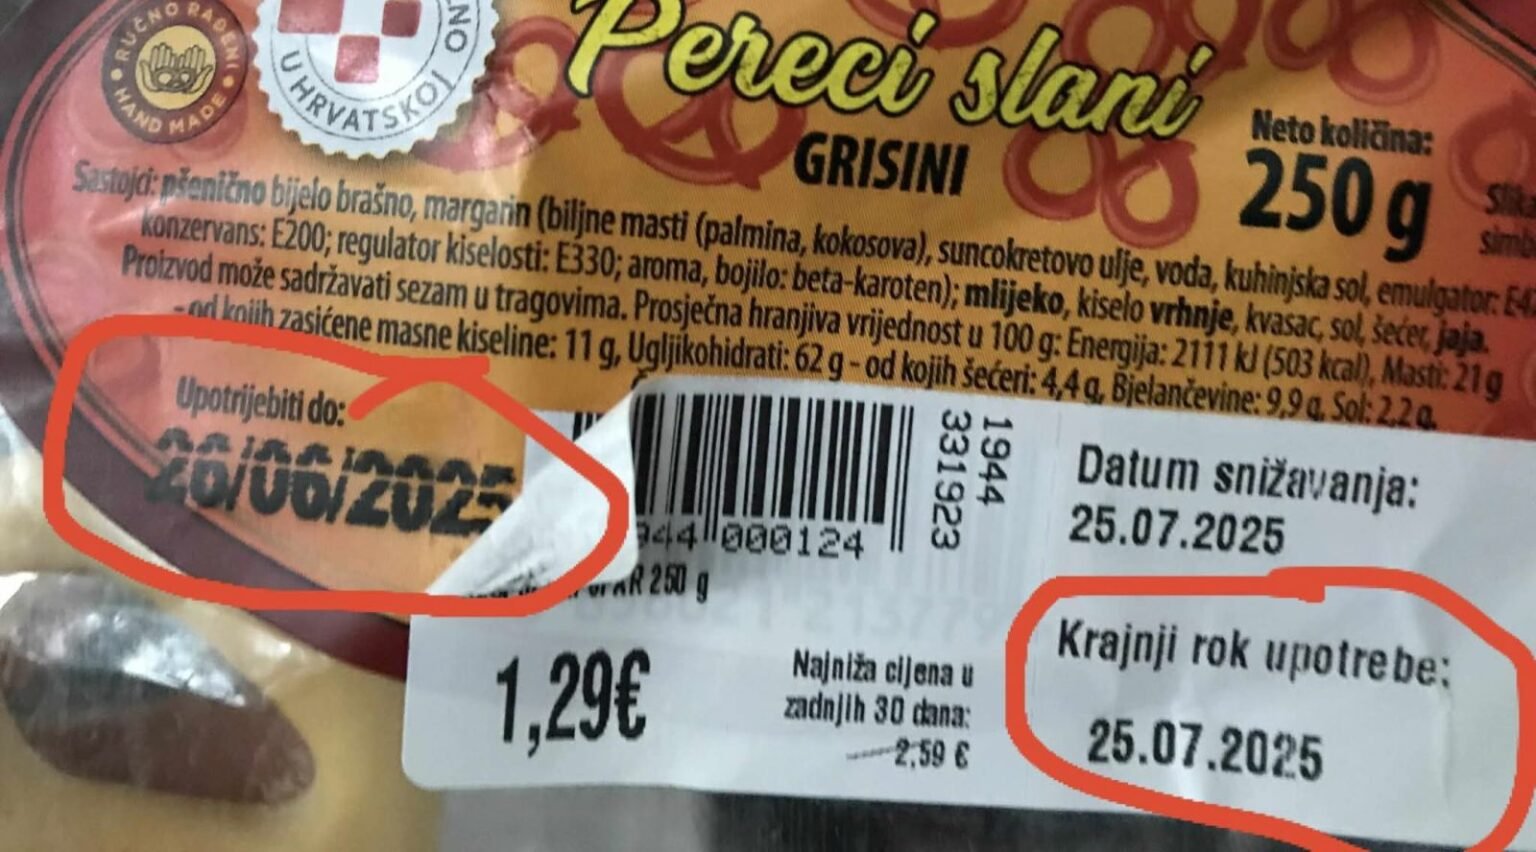 RUČNO RAĐENI
HAND MADE
U HRVATSKOJ
Pereci slani
GRISINI
Neto količina:
250 g
Sastojci: pšenično bijelo brašno, margarin (biljne masti (palmina, kokosova), suncokretovo ulje, voda, kuhinjska sol, emulgator:
konzervans: E200; regulator kiselosti: E330; aroma, bojilo: beta-karoten); mlijeko, kiselo vrhnje, kvasac, sol, šećer, jaja.
Proizvod može sadržavati sezam u tragovima. Prosječna hranjiva vrijednost u 100 g: Energija: 2111 kJ (503 kcal), Masti: 21 g
- od kojih zasićene masne kiseline: 11 g, Ugljikohidrati: 62 g - od kojih šećeri: 4,4 g, Bjelančevine: 9,9 g, Sol: 2,2 g.
Upotrijebiti do:
26/06/2025
944 000124
1944
331923
250 g
1,29€
Najniža cijena u
zadnjih 30 dana:
2,59 €
Datum snižavanja:
25.07.2025
Krajnji rok upotrebe:
25.07.2025